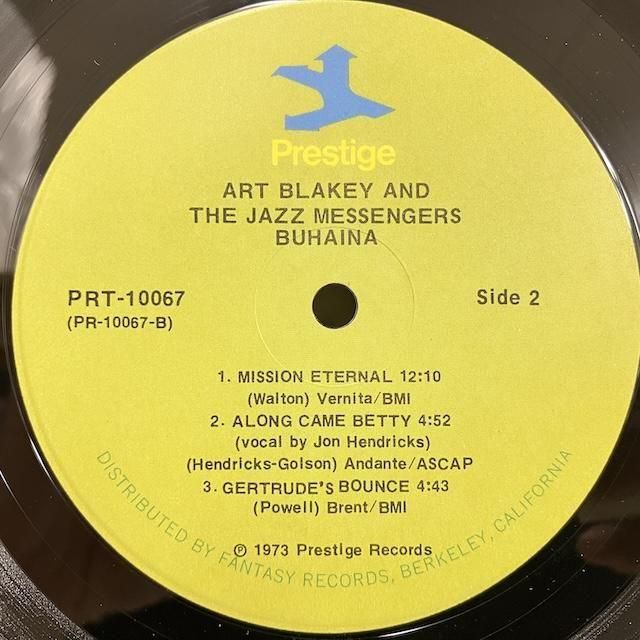 Prestige
ART BLAKEY AND
THE JAZZ MESSENGERS
BUHAINA
PRT-10067
(PR-10067-B)
Side 2
1. MISSION ETERNAL 12:10
(Walton) Vernita/BMI
2. ALONG CAME BETTY 4:52
(vocal by Jon Hendricks)
(Hendricks-Golson) Andante/ASCAP
3. GERTRUDE'S BOUNCE 4:43
(Powell) Brent/BMI
℗ 1973 Prestige Records
DISTRIBUTED BY FANTASY RECORDS, BERKELEY, CALIFORNIA